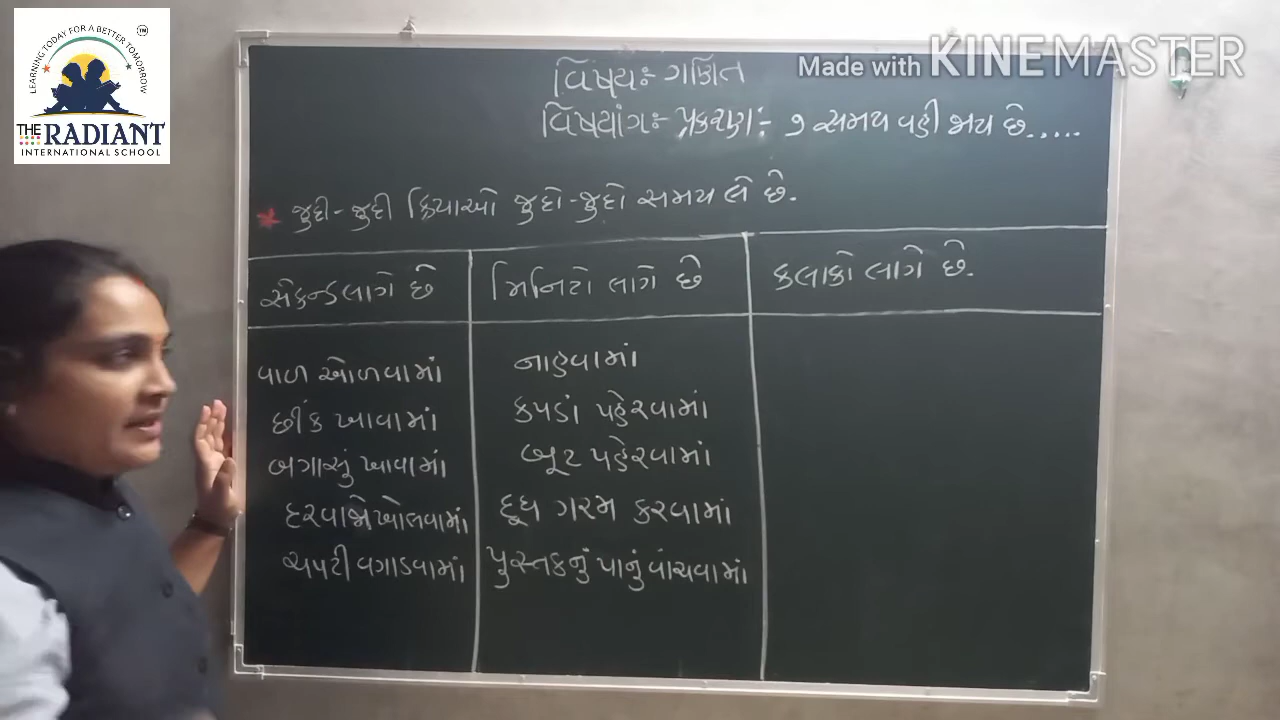 LEARNING TODAY FOR A BETTER TOMORROW
TM
THE RADIANT
INTERNATIONAL SCHOOL
Made with KINEMASTER
વિષયઃ- ગણિત
વિષયાંગઃ- પ્રકરણ:- ૭ સમય વહી જાય છે.....
* જુદી-જુદી ક્રિયાઓ જુદો-જુદો સમય લે છે.
સેકન્ડ લાગે છે
મિનિટો લાગે છે
કલાકો લાગે છે.
વાળ ઓળવામાં
નાહવામાં
છીંક ખાવામાં
કપડાં પહેરવામાં
બગાસું ખાવામાં
બૂટ પહેરવામાં
દરવાજો ખોલવામાં
દૂધ ગરમ કરવામાં
ચપટી વગાડવામાં
પુસ્તકનું પાનું વાંચવામાં